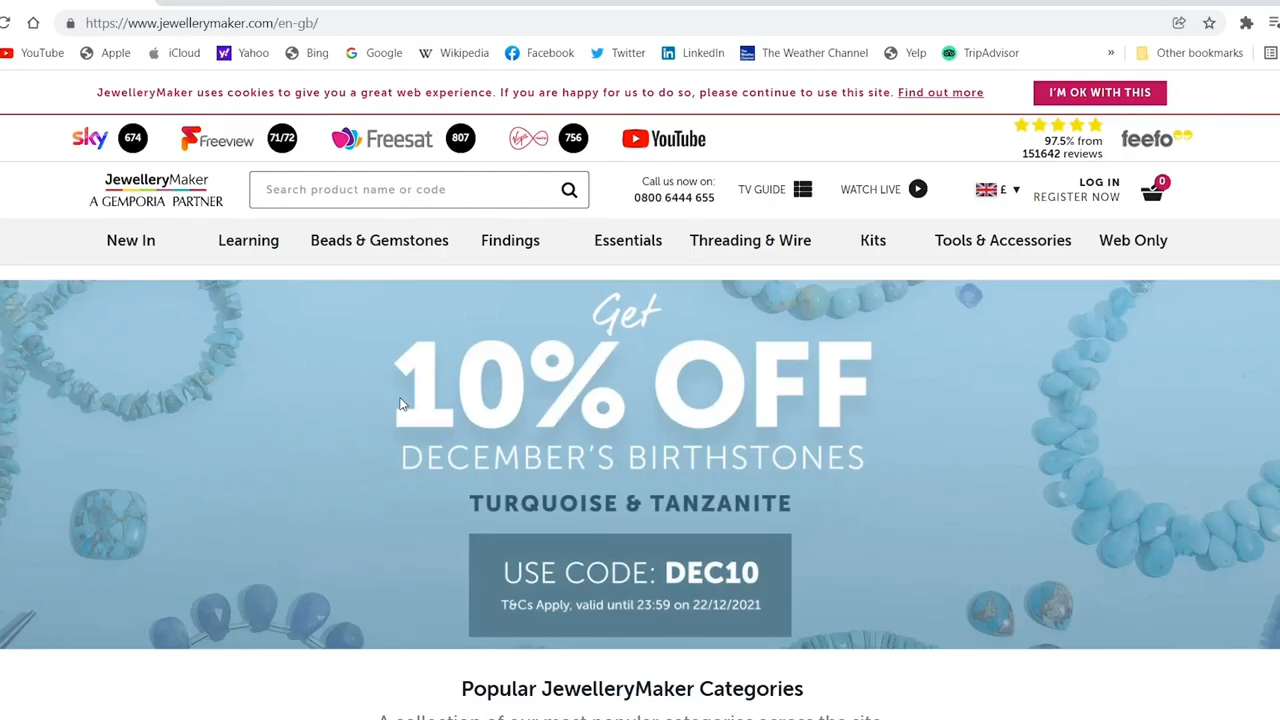 https://www.jewellerymaker.com/en-gb/
YouTube Apple iCloud Yahoo Bing Google Wikipedia Facebook Twitter LinkedIn The Weather Channel Yelp TripAdvisor » Other bookmarks
JewelleryMaker uses cookies to give you a great web experience. If you are happy for us to do so, please continue to use this site. Find out more
I'M OK WITH THIS
sky 674 Freeview 71/72 Freesat 807 Virgin media 756 YouTube
97.5% from
151642 reviews
feefo
JewelleryMaker
A GEMPORIA PARTNER
Search product name or code
Call us now on:
0800 6444 655
TV GUIDE
WATCH LIVE
£
LOG IN
REGISTER NOW
0
New In Learning Beads & Gemstones Findings Essentials Threading & Wire Kits Tools & Accessories Web Only
Get
10% OFF
DECEMBER'S BIRTHSTONES
TURQUOISE & TANZANITE
USE CODE: DEC10
T&Cs Apply, valid until 23:59 on 22/12/2021
Popular JewelleryMaker Categories
A collection of our most popular categories across the site